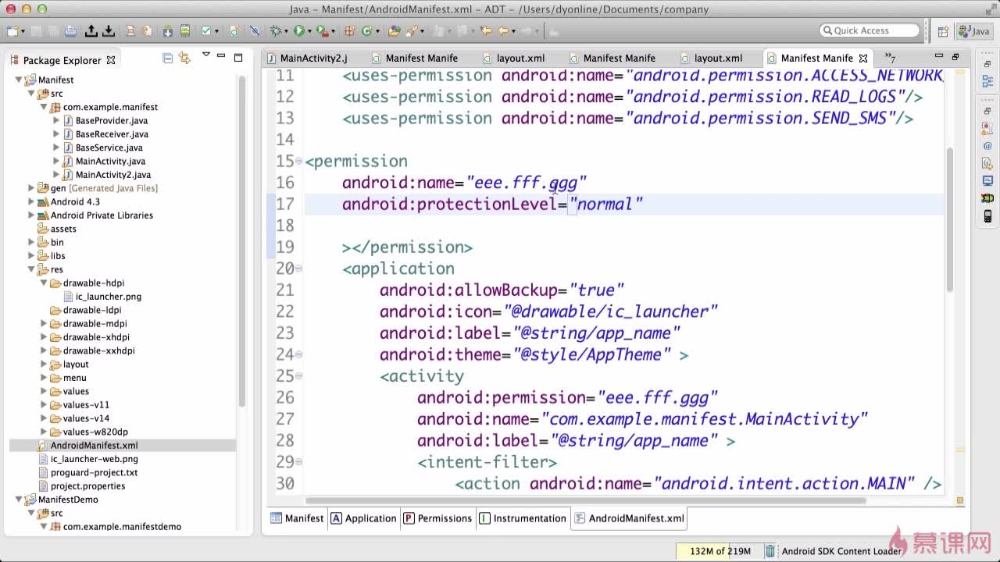 Java - Manifest/AndroidManifest.xml - ADT - /Users/dyonline/Documents/company
Quick Access
Java
Package Explorer
MainActivity2.j
Manifest Manife
layout.xml
Manifest Manife
layout.xml
Manifest Manife
7
Manifest
src
com.example.manifest
BaseProvider.java
BaseReceiver.java
BaseService.java
MainActivity.java
MainActivity2.java
gen [Generated Java Files]
Android 4.3
Android Private Libraries
assets
bin
libs
res
drawable-hdpi
ic_launcher.png
drawable-ldpi
drawable-mdpi
drawable-xhdpi
drawable-xxhdpi
layout
menu
values
values-v11
values-v14
values-w820dp
AndroidManifest.xml
ic_launcher-web.png
proguard-project.txt
project.properties
ManifestDemo
src
com.example.manifestdemo
11 <uses-permission android:name="android.permission.ACCESS_NETWORK
12 <uses-permission android:name="android.permission.READ_LOGS"/>
13 <uses-permission android:name="android.permission.SEND_SMS"/>
14
15 <permission
16 android:name="eee.fff.ggg"
17 android:protectionLevel="normal"
18
19 ></permission>
20 <application
21 android:allowBackup="true"
22 android:icon="@drawable/ic_launcher"
23 android:label="@string/app_name"
24 android:theme="@style/AppTheme" >
25 <activity
26 android:permission="eee.fff.ggg"
27 android:name="com.example.manifest.MainActivity"
28 android:label="@string/app_name" >
29 <intent-filter>
30 <action android:name="android.intent.action.MAIN" />
Manifest
Application
Permissions
Instrumentation
AndroidManifest.xml
132M of 219M
Android SDK Content Loader
慕课网